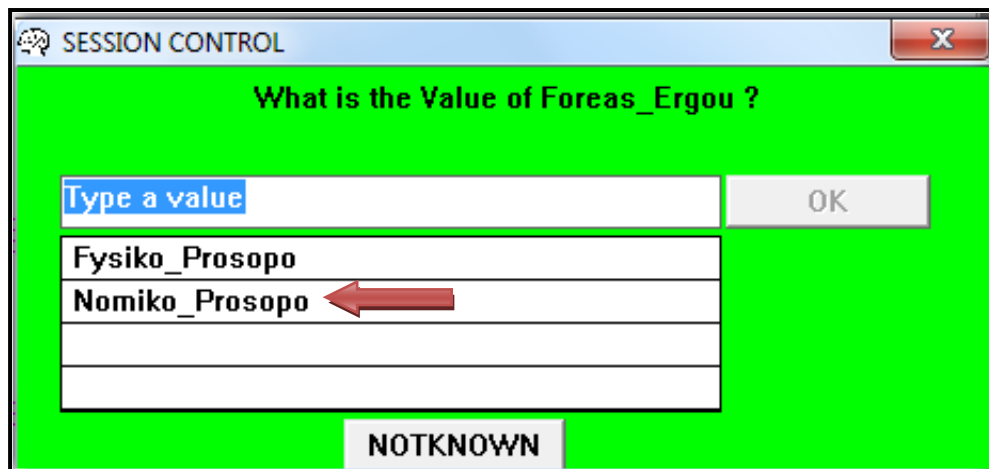 SESSION CONTROL
X
What is the Value of Foreas_Ergou ?
Type a value
OK
Fysiko_Prosopo
Nomiko_Prosopo
NOTKNOWN